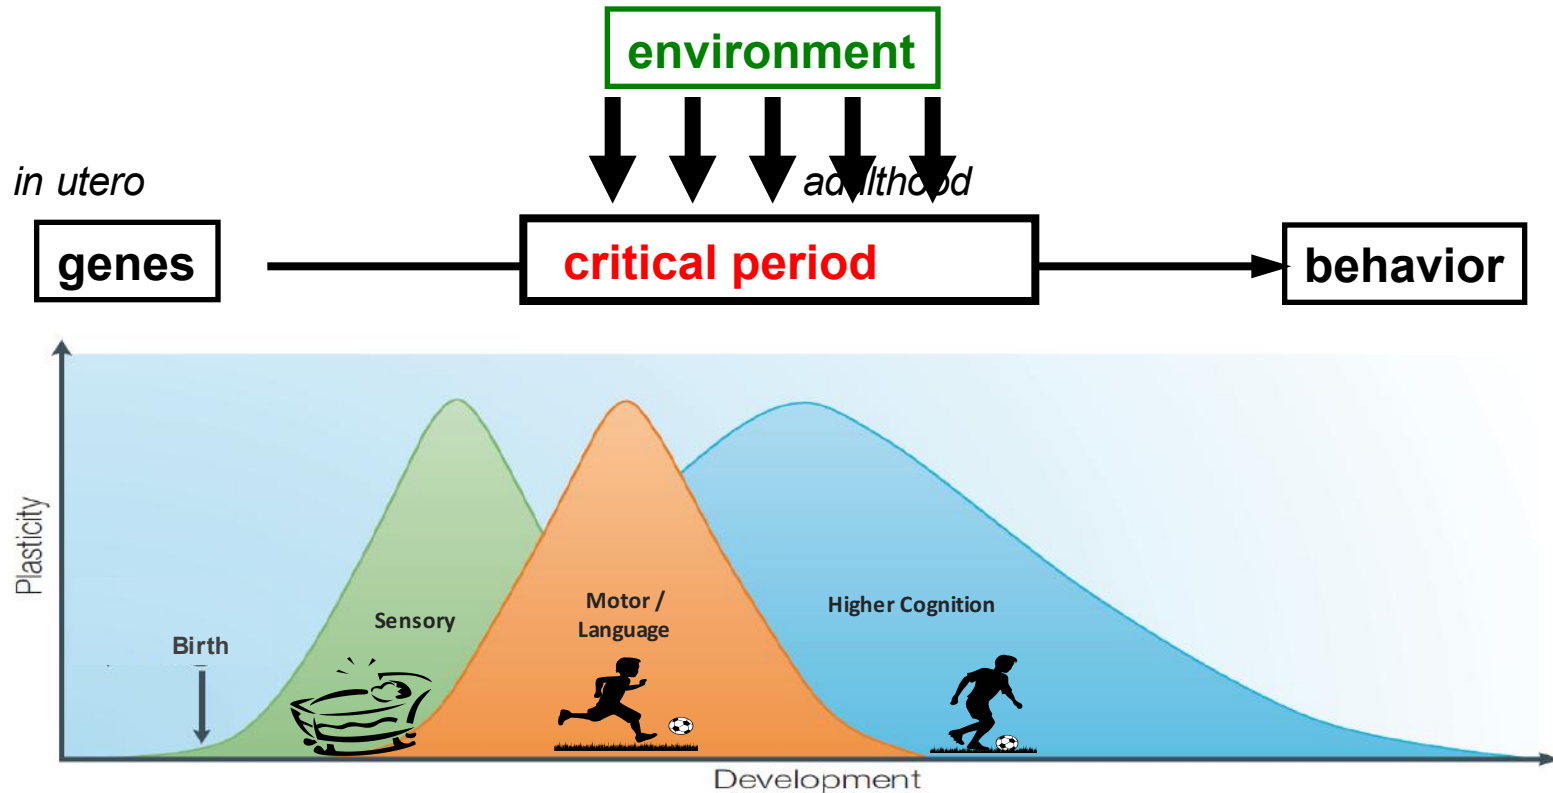 environment
in utero
adulthood
genes
critical period
behavior
Plasticity
Birth
Sensory
Motor /
Language
Higher Cognition
Development